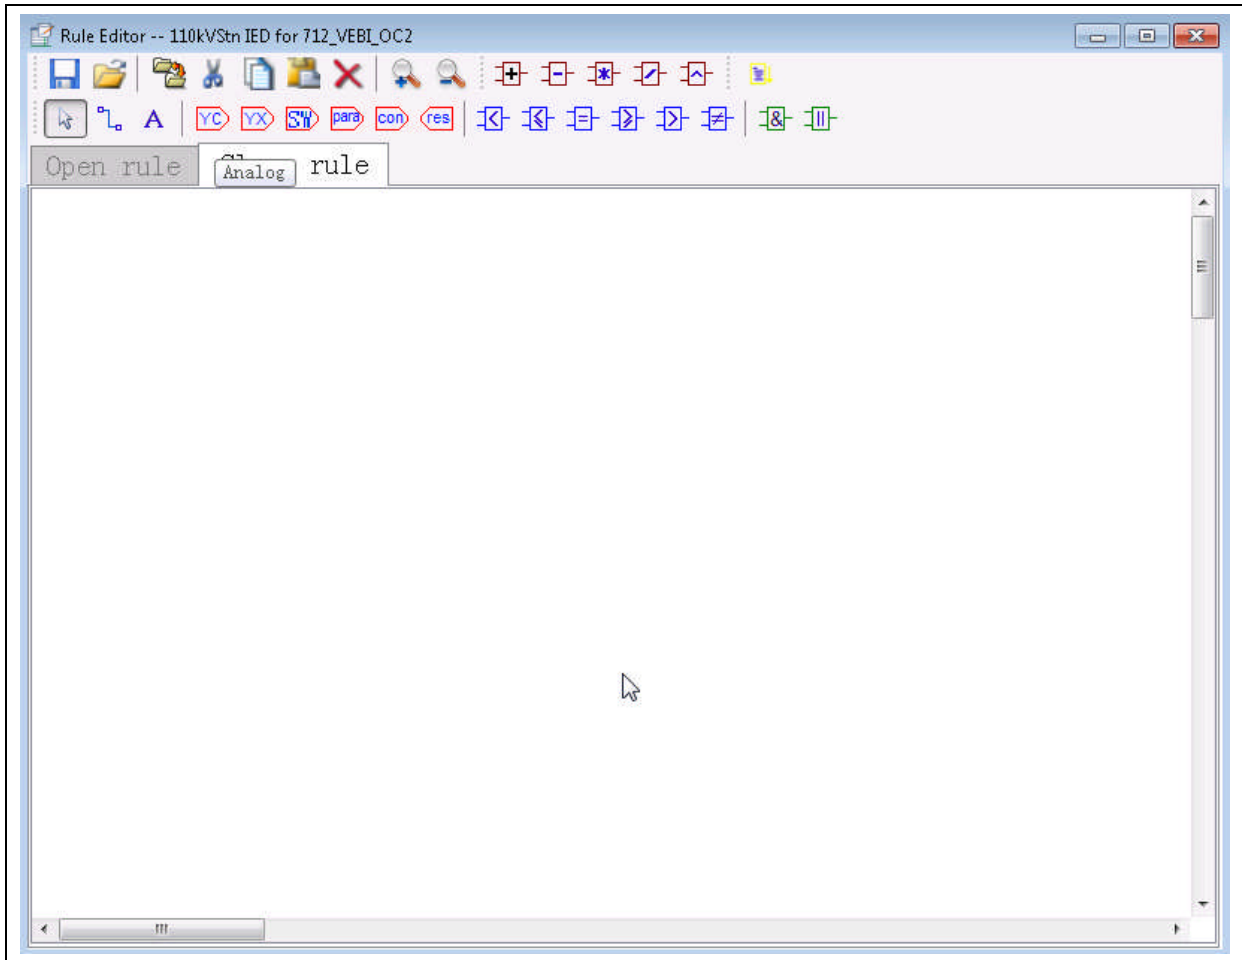 Rule Editor -- 110kVStn IED for 712_VEBI_OC2
A YC YX SW para con res < ≤ = ≥ > ≠ & ||
Open rule rule
Analog